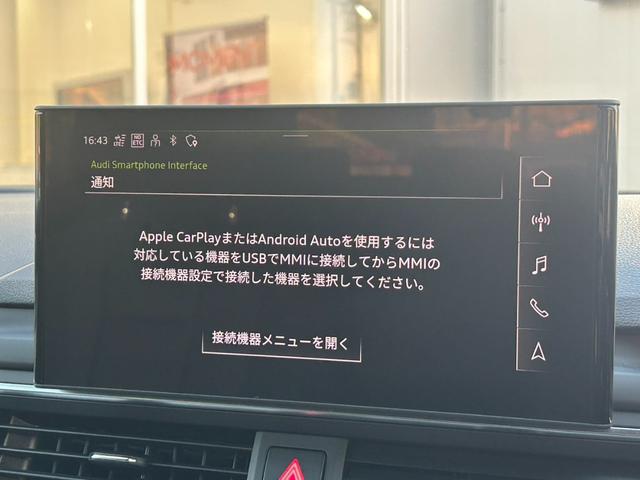 MOMENT
16:43 LTE NO ETC
Audi Smartphone Interface
通知
Apple CarPlayまたはAndroid Autoを使用するには
対応している機器をUSBでMMIに接続してからMMIの
接続機器設定で接続した機器を選択してください。
接続機器メニューを開く